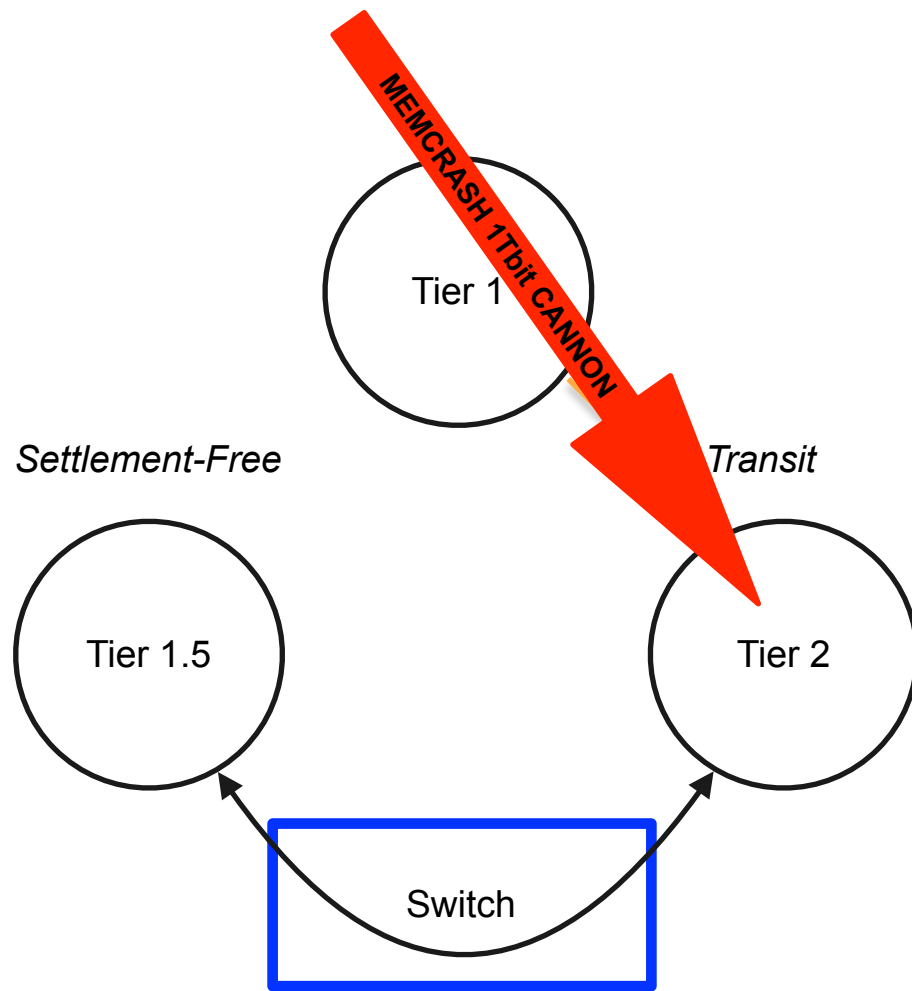 MEMCRASH 1Tbit CANNON
Tier 1
Settlement-Free
Transit
Tier 1.5
Tier 2
Switch